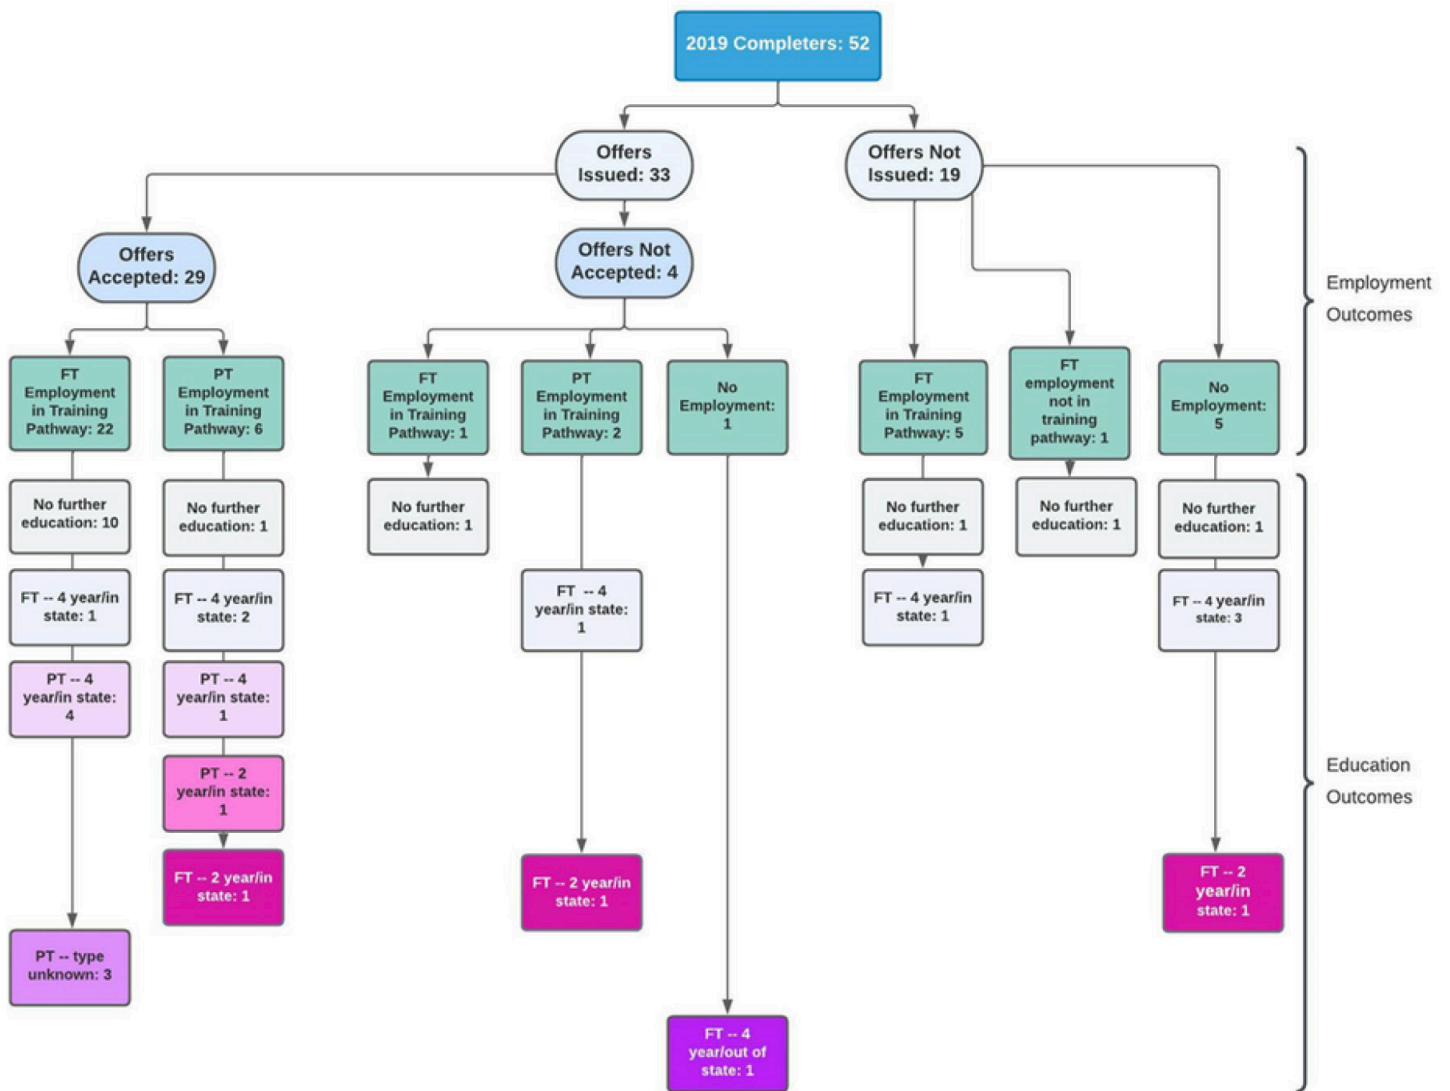 2019 Completers: 52
Offers
Issued: 33
Offers Not
Issued: 19
Offers
Accepted: 29
Offers Not
Accepted: 4
Employment
Outcomes
FT
Employment
in Training
Pathway: 22
PT
Employment
in Training
Pathway: 6
FT
Employment
in Training
Pathway: 1
PT
Employment
in Training
Pathway: 2
No
Employment:
1
FT
Employment
in Training
Pathway: 5
FT
employment
not in
training
pathway: 1
No
Employment:
5
No further
education: 10
No further
education: 1
No further
education: 1
No further
education: 1
No further
education: 1
No further
education: 1
FT -- 4 year/in
state: 1
FT -- 4 year/in
state: 2
FT -- 4
year/in state:
1
FT -- 4 year/in
state: 1
FT -- 4 year/in
state: 3
PT -- 4
year/in state:
4
PT -- 4
year/in state:
1
PT -- 2
year/in state:
1
Education
Outcomes
FT -- 2 year/in
state: 1
FT -- 2 year/in
state: 1
FT -- 2
year/in
state: 1
PT -- type
unknown: 3
FT -- 4
year/out of
state: 1